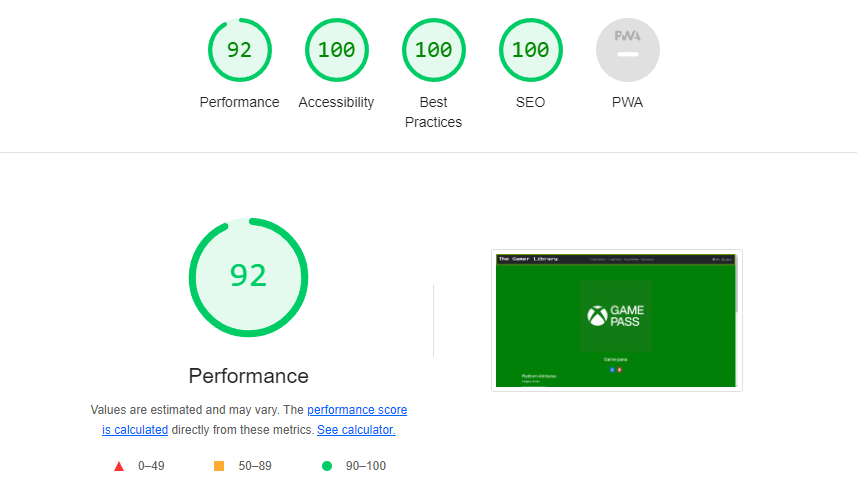 92
100
100
100
PWA
Performance
Accessibility
Best
Practices
SEO
PWA
92
Performance
Values are estimated and may vary. The performance score
is calculated directly from these metrics. See calculator.
0–49
50–89
90–100
The Gamer Library
GAME
PASS
Game pass